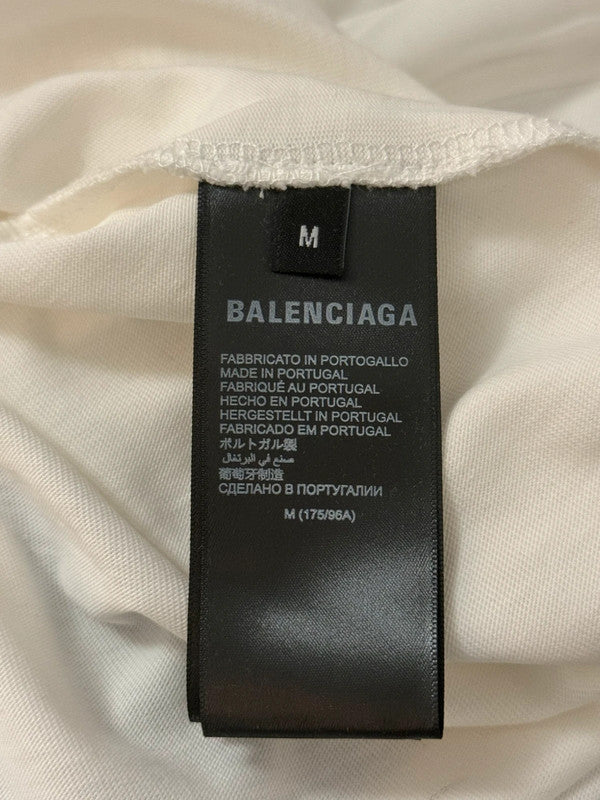 M
BALENCIAGA
FABBRICATO IN PORTOGALLO
MADE IN PORTUGAL
FABRIQUÉ AU PORTUGAL
HECHO EN PORTUGAL
HERGESTELLT IN PORTUGAL
FABRICADO EM PORTUGAL
ポルトガル製
صنع في البرتغال
葡萄牙制造
СДЕЛАНО В ПОРТУГАЛИИ
M (175/96A)